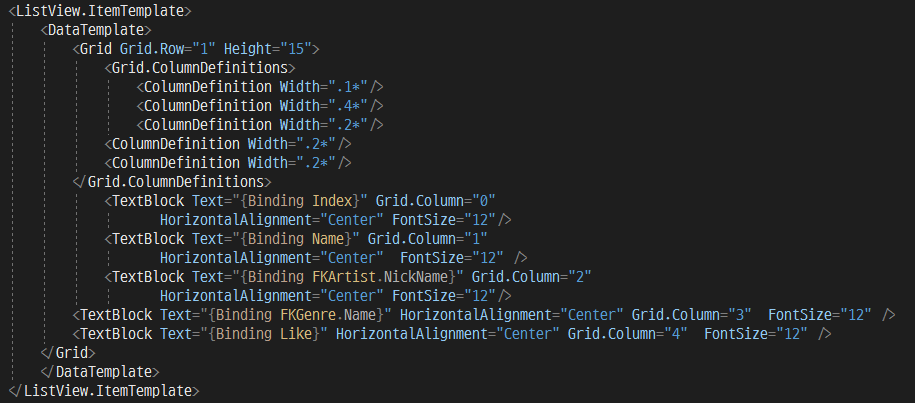 <ListView.ItemTemplate>
<DataTemplate>
<Grid Grid.Row="1" Height="15">
<Grid.ColumnDefinitions>
<ColumnDefinition Width=".1*"/>
<ColumnDefinition Width=".4*"/>
<ColumnDefinition Width=".2*"/>
<ColumnDefinition Width=".2*"/>
<ColumnDefinition Width=".2*"/>
</Grid.ColumnDefinitions>
<TextBlock Text="{Binding Index}" Grid.Column="0"
HorizontalAlignment="Center" FontSize="12"/>
<TextBlock Text="{Binding Name}" Grid.Column="1"
HorizontalAlignment="Center"  FontSize="12" />
<TextBlock Text="{Binding FKArtist.NickName}" Grid.Column="2"
HorizontalAlignment="Center" FontSize="12"/>
<TextBlock Text="{Binding FKGenre.Name}" HorizontalAlignment="Center" Grid.Column="3"  FontSize="12" />
<TextBlock Text="{Binding Like}" HorizontalAlignment="Center" Grid.Column="4"  FontSize="12" />
</Grid>
</DataTemplate>
</ListView.ItemTemplate>